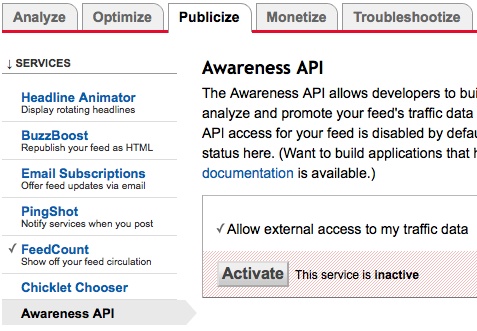 Analyze
Optimize
Publicize
Monetize
Troubleshootize
↓ SERVICES
Headline Animator
Display rotating headlines
BuzzBoost
Republish your feed as HTML
Email Subscriptions
Offer feed updates via email
PingShot
Notify services when you post
✓ FeedCount
Show off your feed circulation
Chicklet Chooser
Awareness API
Awareness API
The Awareness API allows developers to bui
analyze and promote your feed's traffic data
API access for your feed is disabled by defau
status here. (Want to build applications that h
documentation is available.)
✓Allow external access to my traffic data
Activate This service is inactive